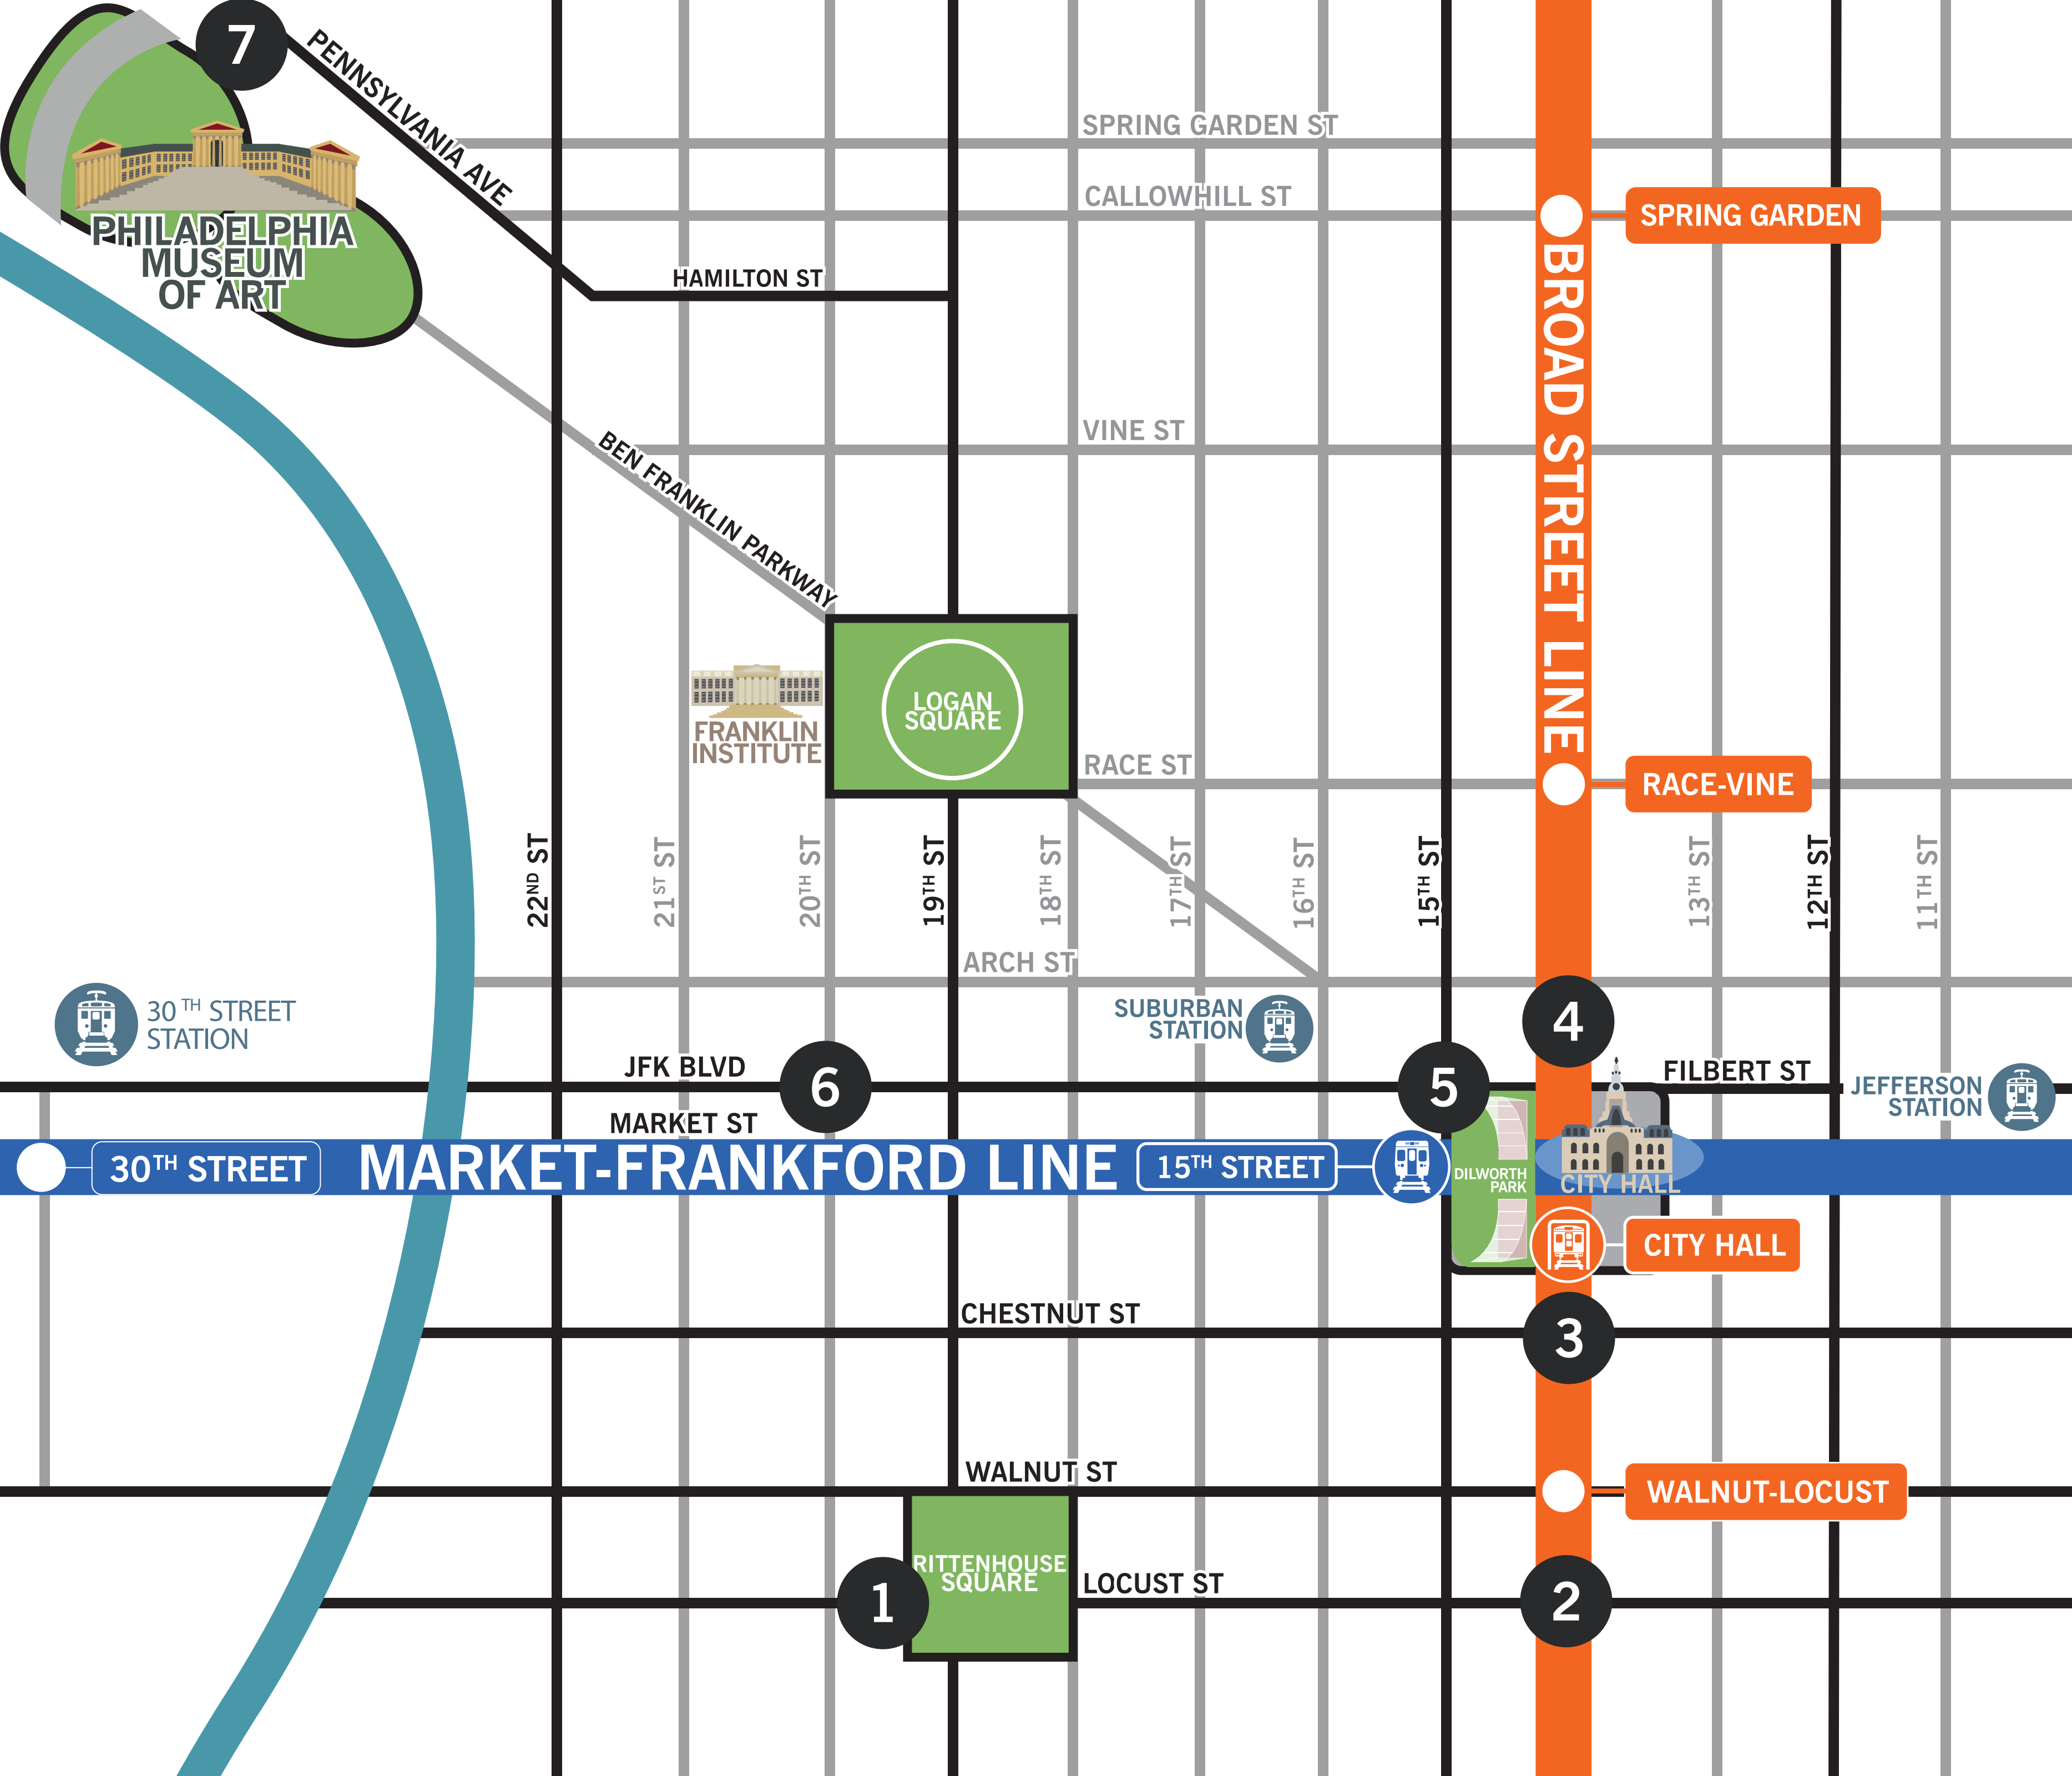 7
PENNSYLVANIA AVE
SPRING GARDEN ST
CALLOWHILL ST
SPRING GARDEN
PHILADELPHIA
MUSEUM
OF ART
HAMILTON ST
BROAD STREET LINE
VINE ST
BEN FRANKLIN PARKWAY
LOGAN
SQUARE
FRANKLIN
INSTITUTE
RACE ST
RACE-VINE
22ND ST
21ST ST
20TH ST
19TH ST
18TH ST
17TH ST
16TH ST
15TH ST
13TH ST
12TH ST
11TH ST
ARCH ST
30 TH STREET
STATION
SUBURBAN
STATION
4
JFK BLVD
6
5
FILBERT ST
JEFFERSON
STATION
MARKET ST
30TH STREET
MARKET-FRANKFORD LINE
15TH STREET
DILWORTH
PARK
CITY HALL
CITY HALL
CHESTNUT ST
3
WALNUT ST
WALNUT-LOCUST
RITTENHOUSE
SQUARE
1
LOCUST ST
2